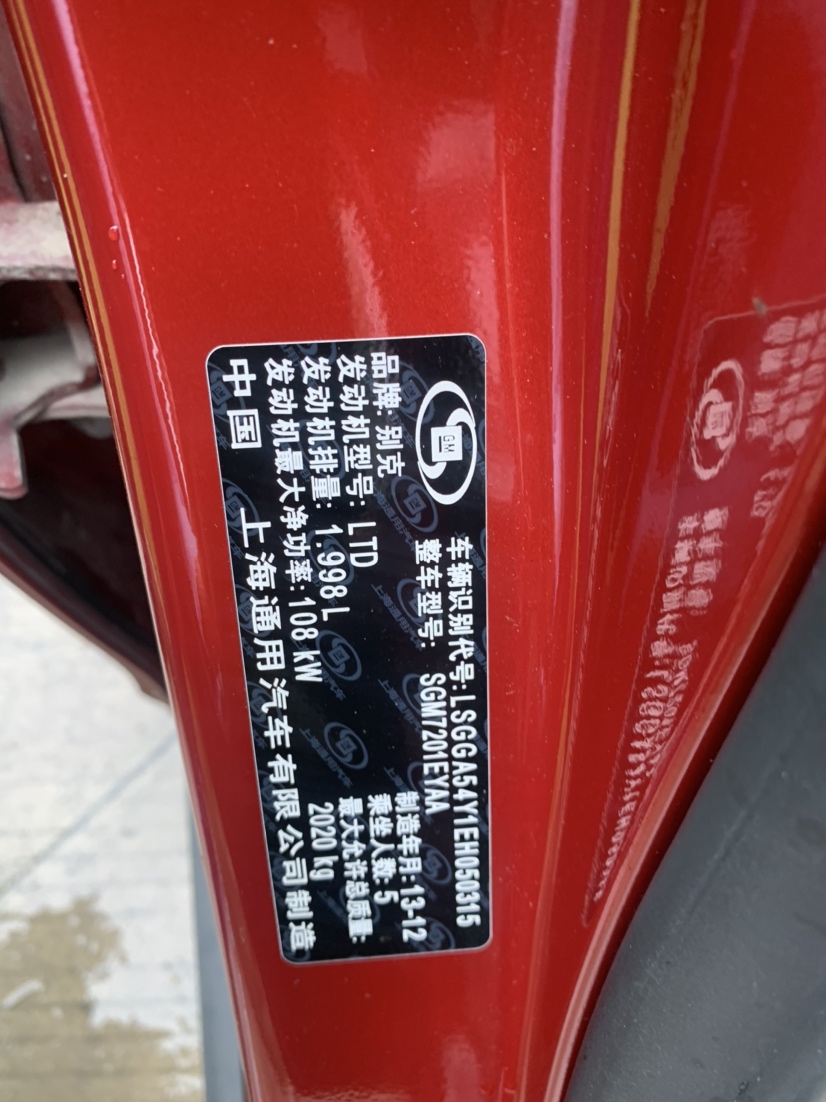 GM
车辆识别代号:LSGGA54Y1EH050315
整车型号: SGM7201EYAA
品牌: 别克 制造年月: 13-12
发动机型号: LTD 乘坐人数: 5
发动机排量: 1.998 L 最大允许总质量:
发动机最大净功率: 108 kW 2020 kg
中国 上海通用汽车有限公司制造